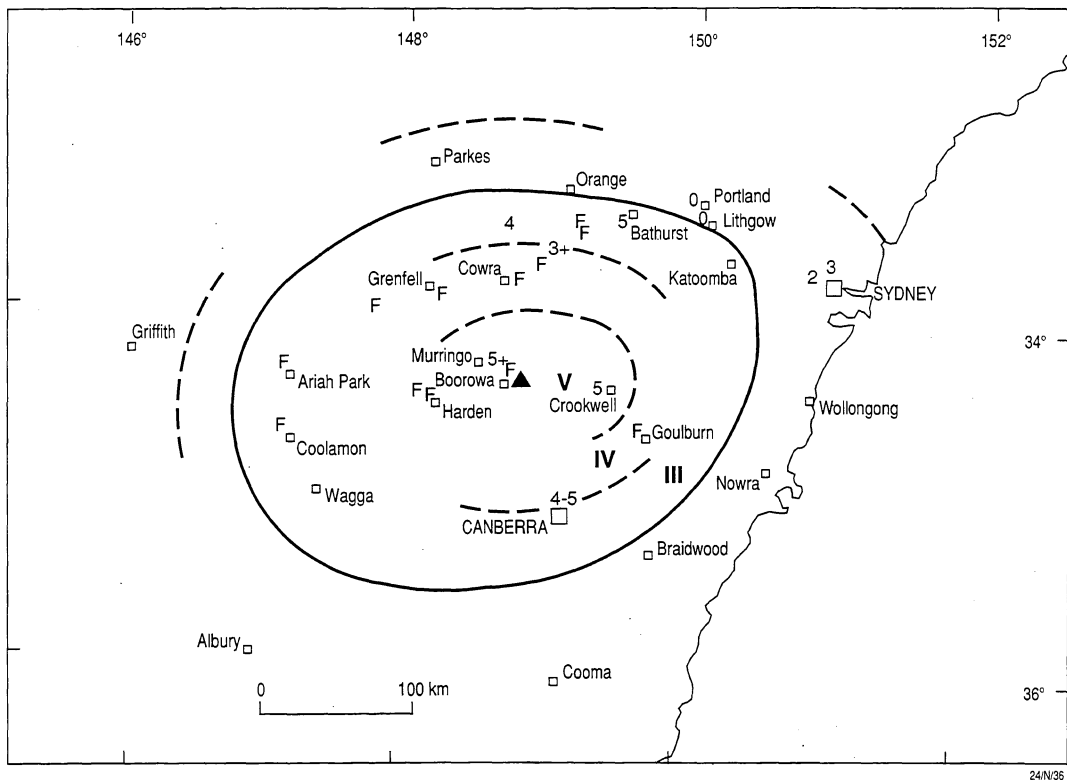 146° 148° 150° 152°
Parkes
Orange
0 Portland
4 F F 5 Bathurst 0 Lithgow
3+
F
Cowra F
Grenfell F
Katoomba
2 3
SYDNEY
F
Griffith
34°
Murringo 5+ F
F Ariah Park
Boorowa V
F F Harden
5 Crookwell
Wollongong
F Coolamon
F Goulburn
IV III
Nowra
Wagga
4-5
CANBERRA
Braidwood
Albury
Cooma
0 100 km
36°
24/N/36